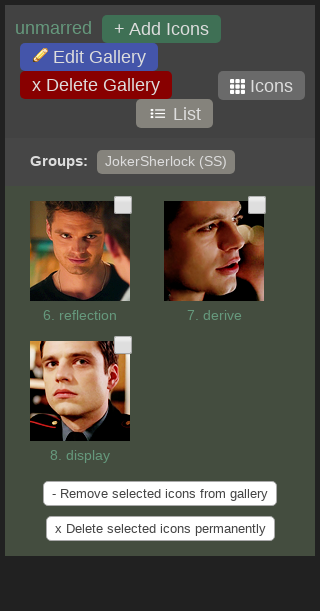 unmarred + Add Icons
Edit Gallery
x Delete Gallery Icons
List
Groups: JokerSherlock (SS)
6. reflection 7. derive
8. display
- Remove selected icons from gallery
x Delete selected icons permanently